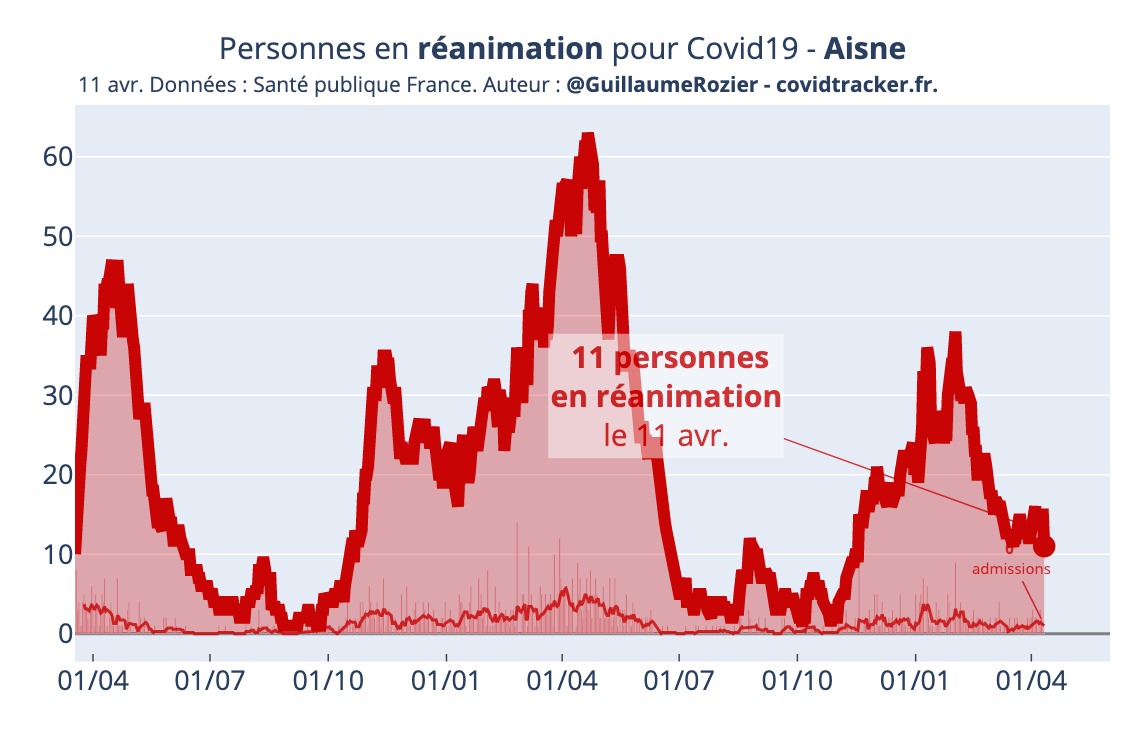 Personnes en réanimation pour Covid19 - Aisne
11 avr. Données : Santé publique France. Auteur : @GuillaumeRozier - covidtracker.fr.
60
50
40
30
20
10
0
11 personnes
en réanimation
le 11 avr.
0
admissions
01/04 01/07 01/10 01/01 01/04 01/07 01/10 01/01 01/04